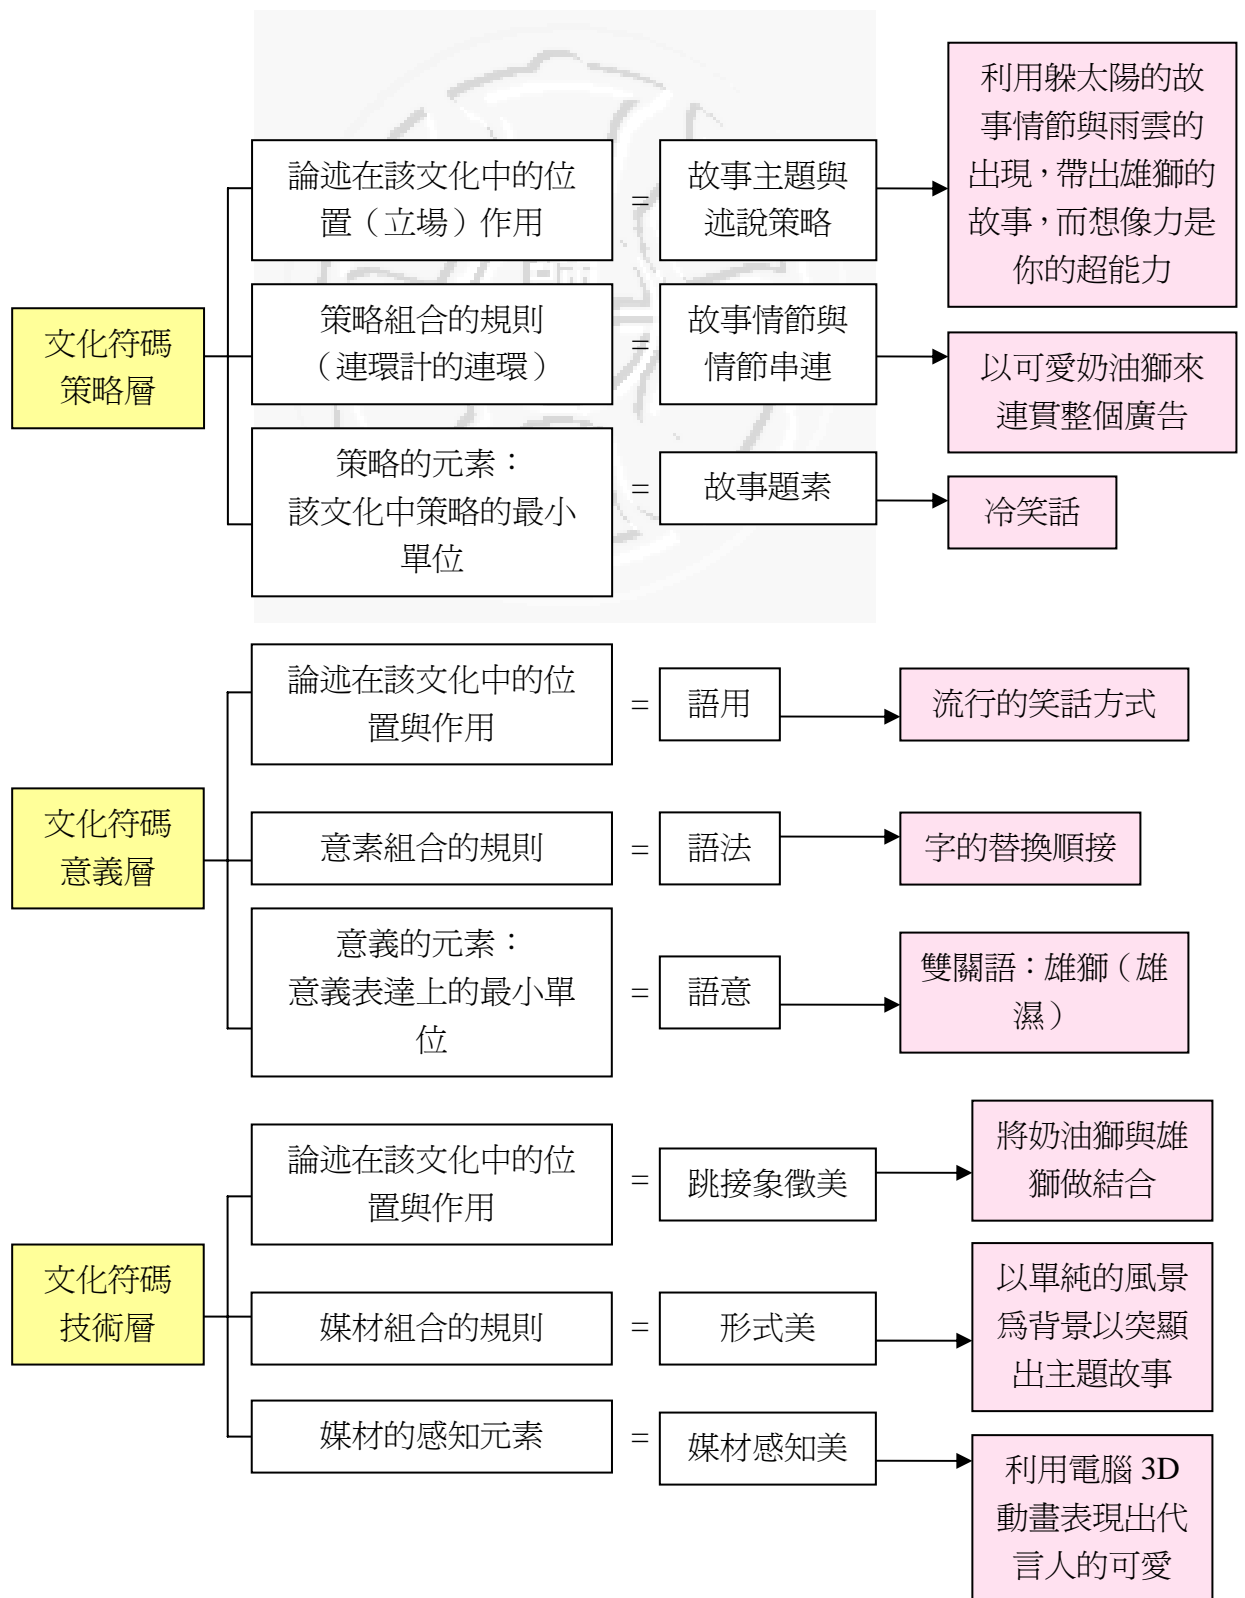 文化符碼
策略層
論述在該文化中的位
置（立場）作用
=
故事主題與
述說策略
利用躲太陽的故
事情節與雨雲的
出現，帶出雄獅的
故事，而想像力是
你的超能力
策略組合的規則
（連環計的連環）
=
故事情節與
情節串連
以可愛奶油獅來
連貫整個廣告
策略的元素：
該文化中策略的最小
單位
=
故事題素
冷笑話
文化符碼
意義層
論述在該文化中的位
置與作用
=
語用
流行的笑話方式
意素組合的規則
=
語法
字的替換順接
意義的元素：
意義表達上的最小單
位
=
語意
雙關語：雄獅（雄
濕）
文化符碼
技術層
論述在該文化中的位
置與作用
=
跳接象徵美
將奶油獅與雄
獅做結合
媒材組合的規則
=
形式美
以單純的風景
爲背景以突顯
出主題故事
媒材的感知元素
=
媒材感知美
利用電腦 3D
動畫表現出代
言人的可愛